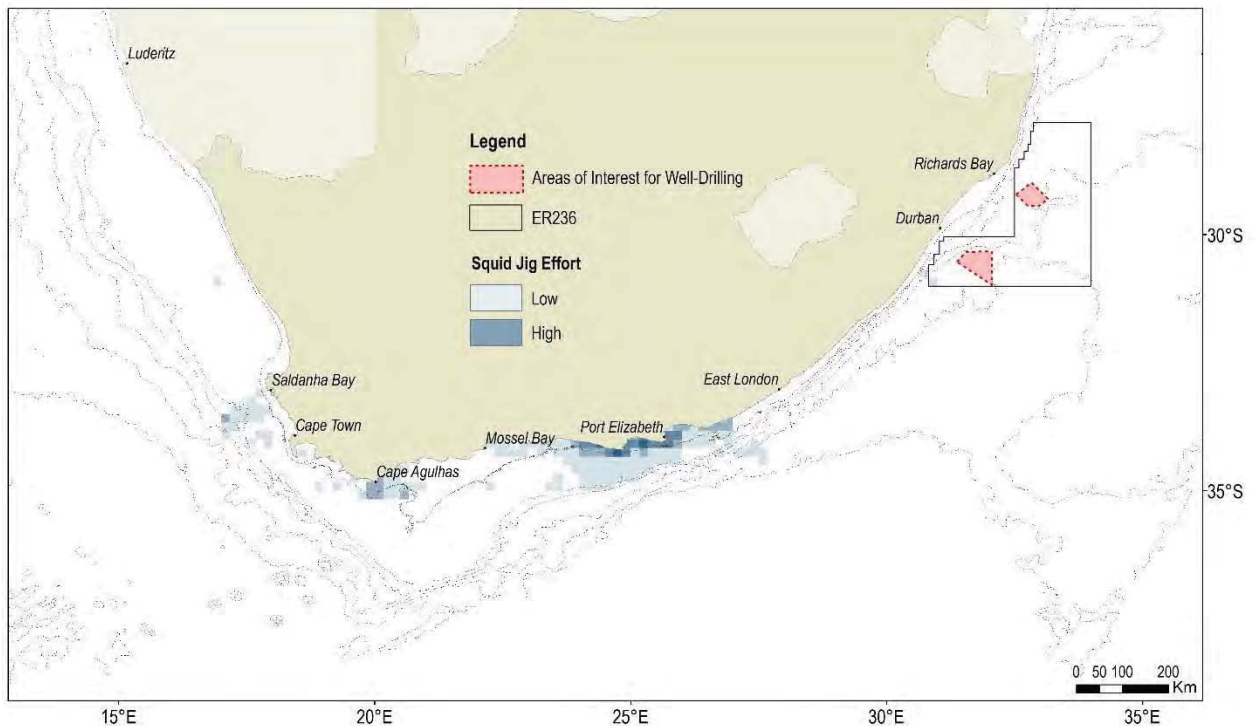 Luderitz
Legend
Areas of Interest for Well-Drilling
ER236
Squid Jig Effort
Low
High
Richards Bay
Durban
30°S
Saldanha Bay
East London
Cape Town
Mossel Bay
Port Elizabeth
Cape Agulhas
35°S
0 50 100 200
Km
15°E 20°E 25°E 30°E 35°E